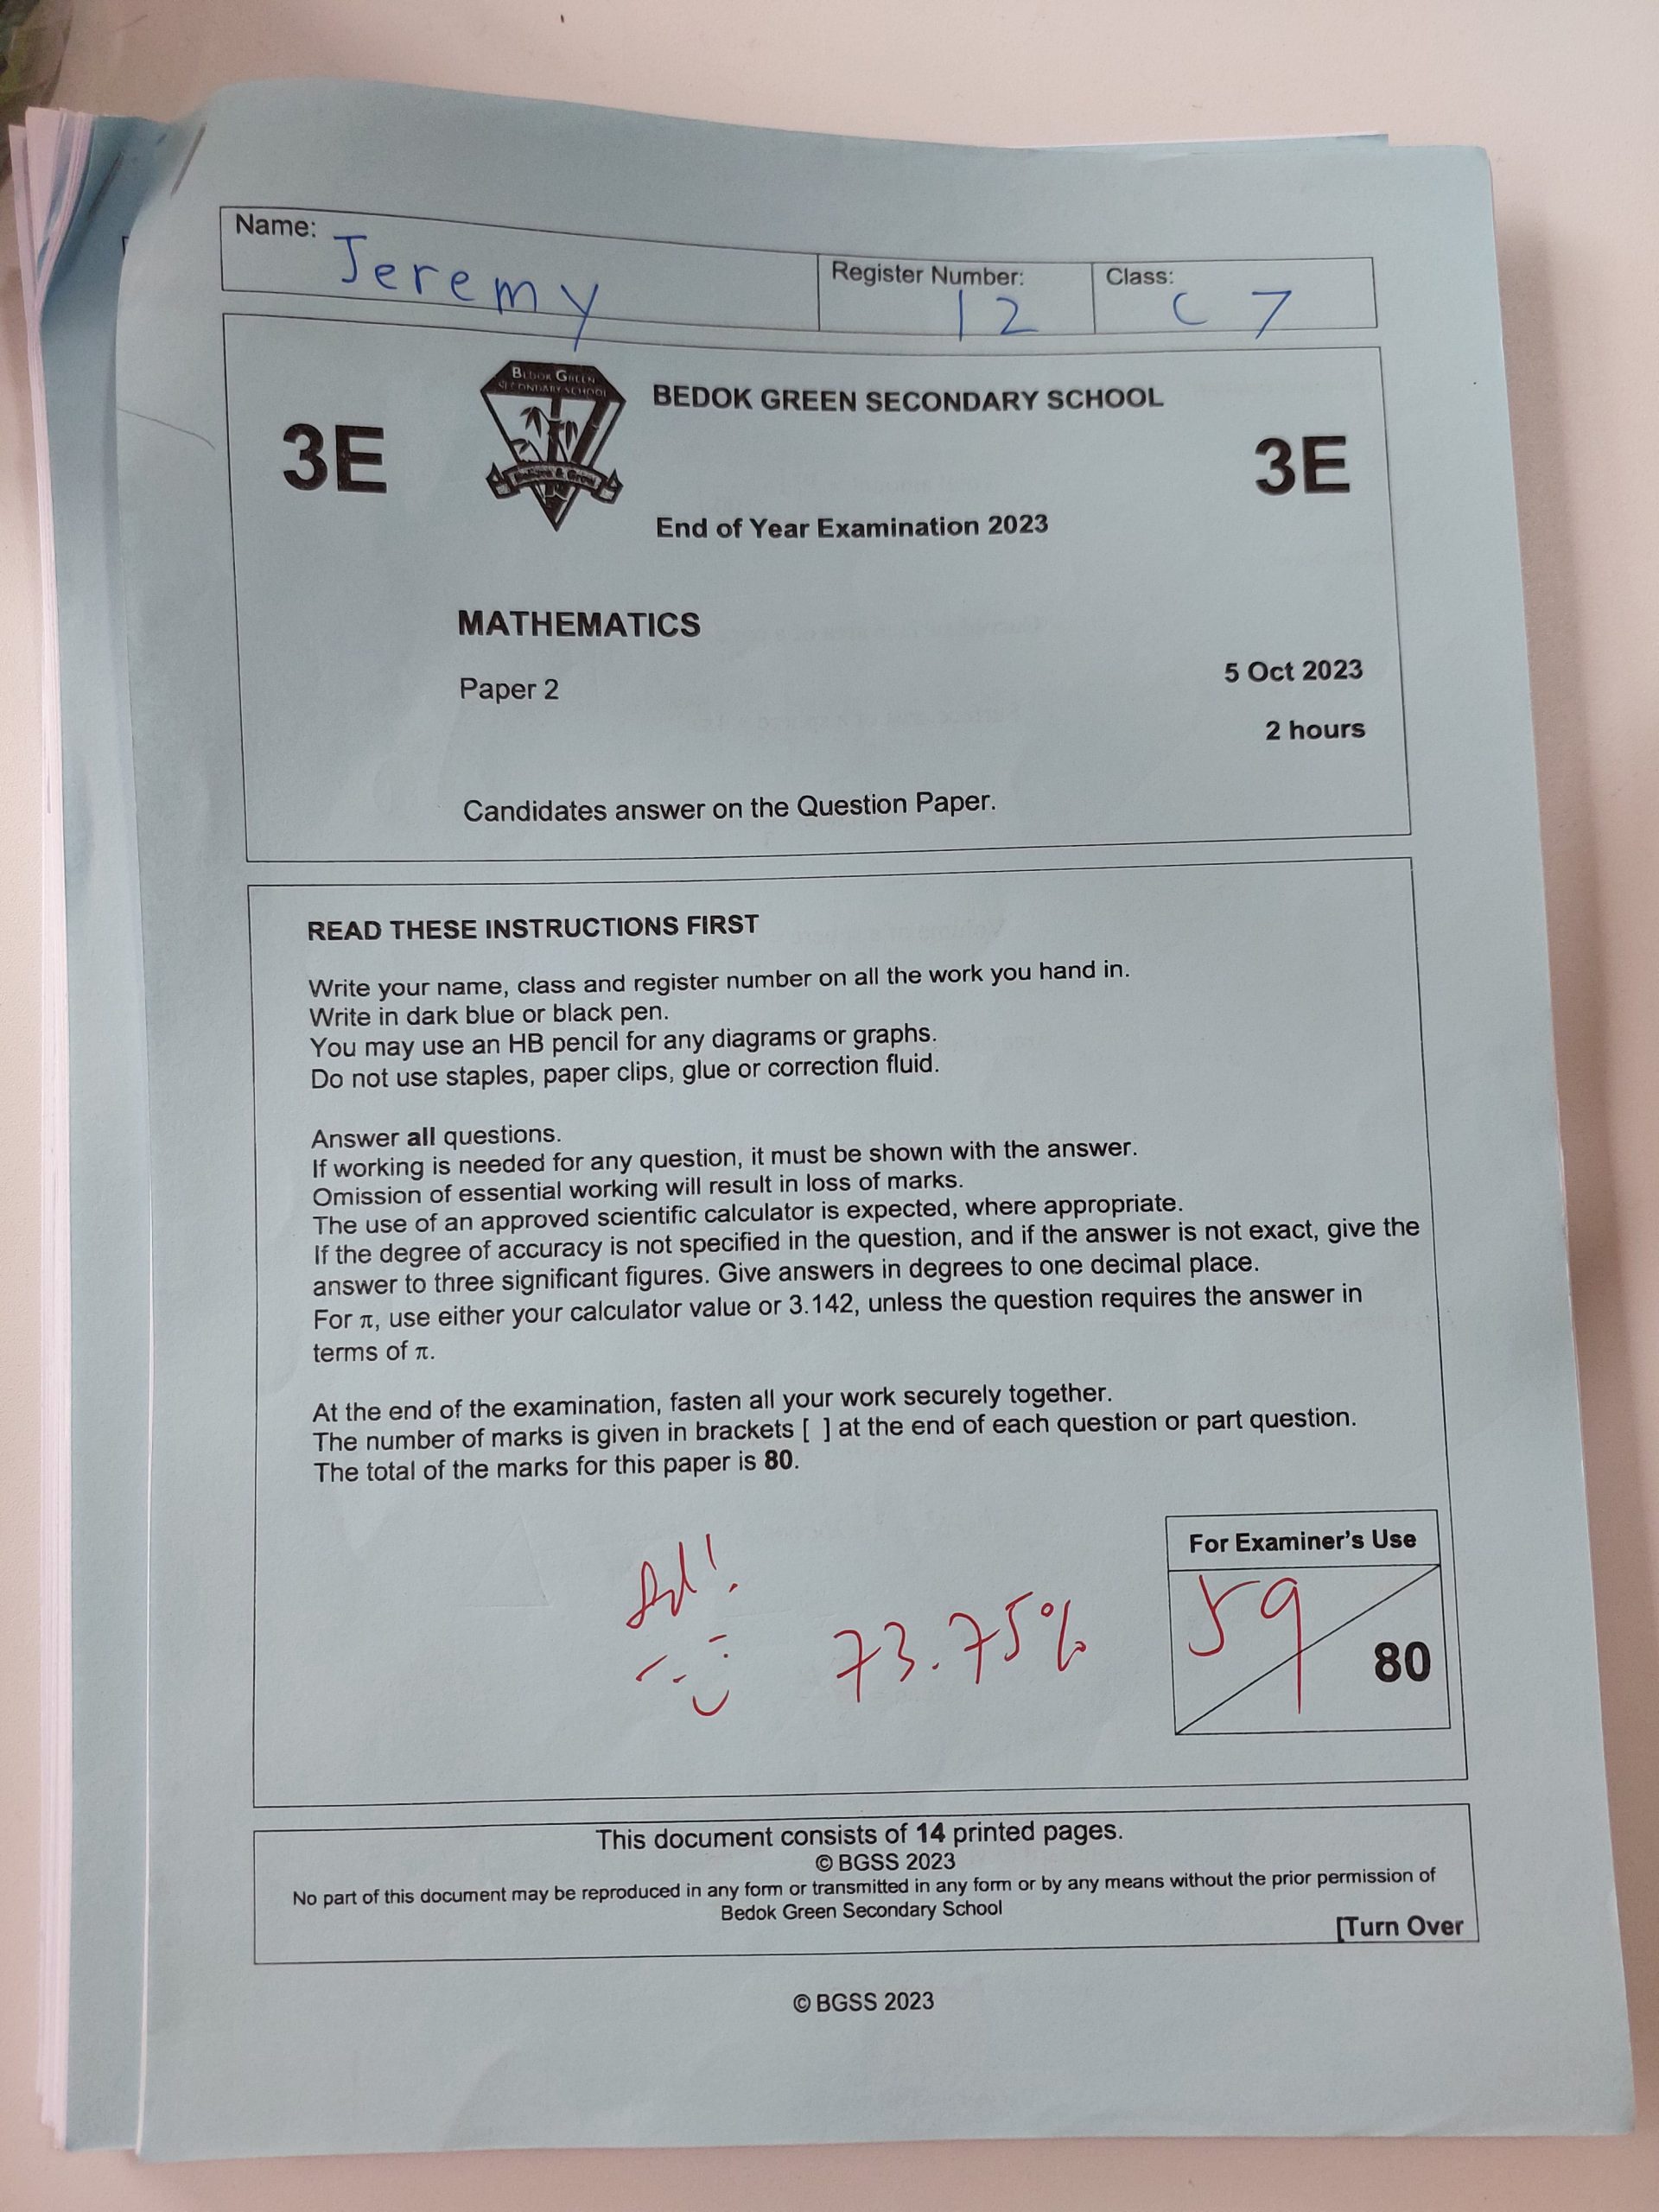 Name:
Jeremy
Register Number:
12
Class:
C7
3E
BEDOK GREEN
SECONDARY SCHOOL
BEDOK GREEN SECONDARY SCHOOL
3E
End of Year Examination 2023
MATHEMATICS
Paper 2
5 Oct 2023
2 hours
Candidates answer on the Question Paper.
READ THESE INSTRUCTIONS FIRST
Write your name, class and register number on all the work you hand in.
Write in dark blue or black pen.
You may use an HB pencil for any diagrams or graphs.
Do not use staples, paper clips, glue or correction fluid.
Answer all questions.
If working is needed for any question, it must be shown with the answer.
Omission of essential working will result in loss of marks.
The use of an approved scientific calculator is expected, where appropriate.
If the degree of accuracy is not specified in the question, and if the answer is not exact, give the
answer to three significant figures. Give answers in degrees to one decimal place.
For π, use either your calculator value or 3.142, unless the question requires the answer in
terms of π.
At the end of the examination, fasten all your work securely together.
The number of marks is given in brackets [ ] at the end of each question or part question.
The total of the marks for this paper is 80.
For Examiner's Use
73.75%
59
80
This document consists of 14 printed pages.
© BGSS 2023
No part of this document may be reproduced in any form or transmitted in any form or by any means without the prior permission of
Bedok Green Secondary School
[Turn Over
© BGSS 2023